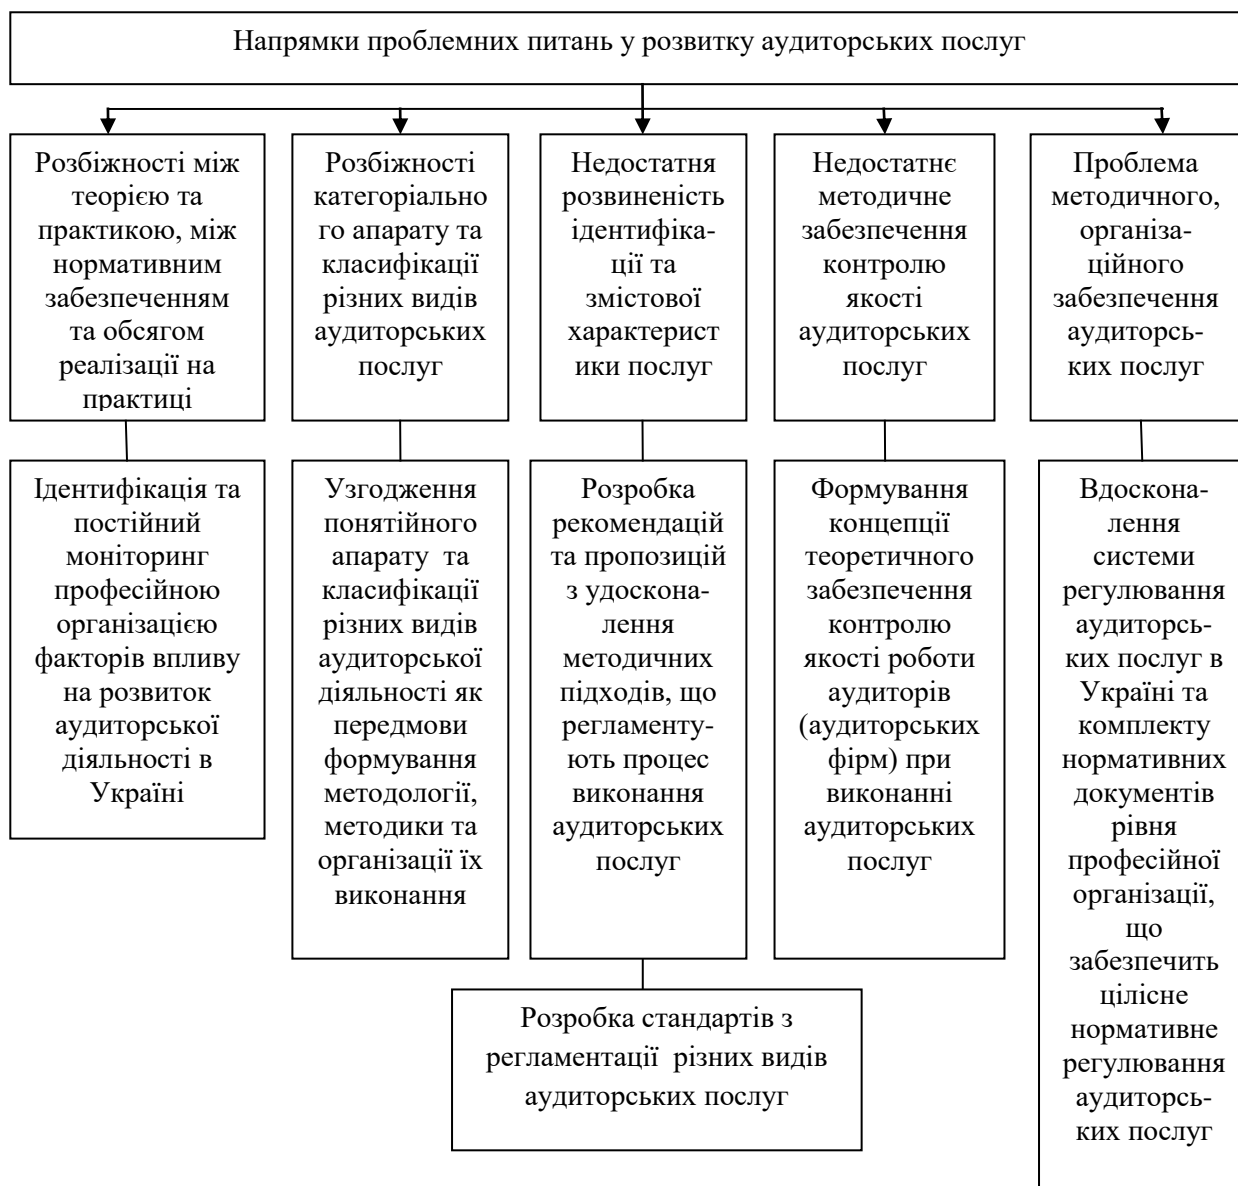 Напрямки проблемних питань у розвитку аудиторських послуг
Розбіжності між
теорією та
практикою, між
нормативним
забезпеченням
та обсягом
реалізації на
практиці
Розбіжності
категоріально
го апарату та
класифікації
різних видів
аудиторських
послуг
Недостатня
розвиненість
ідентифіка-
ції та
змістової
характерист
ики послуг
Недостатнє
методичне
забезпечення
контролю
якості
аудиторських
послуг
Проблема
методичного,
організа-
ційного
забезпечення
аудиторсь-
ких послуг
Ідентифікація та
постійний
моніторинг
професійною
організацією
факторів впливу
на розвиток
аудиторської
діяльності в
Україні
Узгодження
понятійного
апарату та
класифікації
різних видів
аудиторської
діяльності як
передмови
формування
методології,
методики та
організації їх
виконання
Розробка
рекомендацій
та пропозицій
з удоскона-
лення
методичних
підходів, що
регламенту-
ють процес
виконання
аудиторських
послуг
Формування
концепції
теоретичного
забезпечення
контролю
якості роботи
аудиторів
(аудиторських
фірм) при
виконанні
аудиторських
послуг
Вдоскона-
лення
системи
регулювання
аудиторсь-
ких послуг в
Україні та
комплекту
нормативних
документів
рівня
професійної
організації,
що
забезпечить
цілісне
нормативне
регулювання
аудиторсь-
ких послуг
Розробка стандартів з
регламентації різних видів
аудиторських послуг